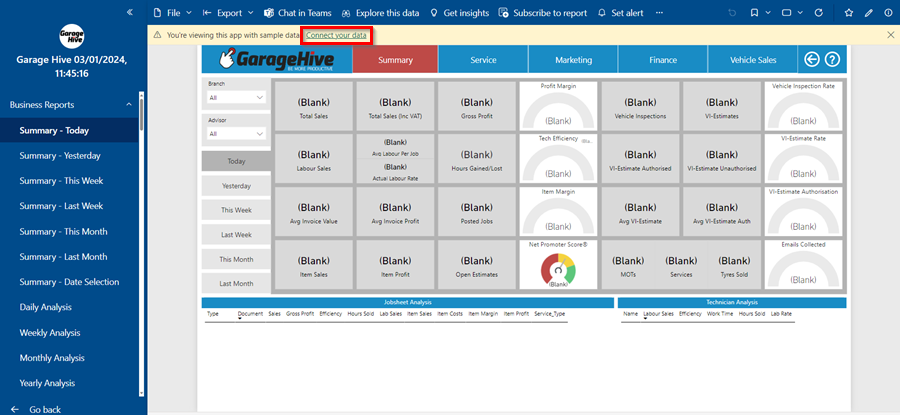 File
Export
Chat in Teams
Explore this data
Get insights
Subscribe to report
Set alert
Garage Hive
Garage Hive 03/01/2024,
11:45:16
Business Reports
Summary - Today
Summary - Yesterday
Summary - This Week
Summary - Last Week
Summary - This Month
Summary - Last Month
Summary - Date Selection
Daily Analysis
Weekly Analysis
Monthly Analysis
Yearly Analysis
Go back
You're viewing this app with sample data. Connect your data
GarageHive
BE MORE PRODUCTIVE
Summary
Service
Marketing
Finance
Vehicle Sales
Branch
All
Advisor
All
Today
Yesterday
This Week
Last Week
This Month
Last Month
(Blank)
Total Sales
(Blank)
Total Sales (Inc VAT)
(Blank)
Gross Profit
Profit Margin
(Blank)
(Blank)
Vehicle Inspections
(Blank)
VI-Estimates
Vehicle Inspection Rate
(Blank)
(Blank)
Labour Sales
(Blank)
Avg Labour Per Job
(Blank)
Actual Labour Rate
(Blank)
Hours Gained/Lost
Tech Efficiency
(Blank)
(Blank)
VI-Estimate Authorised
(Blank)
VI-Estimate Unauthorised
VI-Estimate Rate
(Blank)
(Blank)
Avg Invoice Value
(Blank)
Avg Invoice Profit
(Blank)
Posted Jobs
Item Margin
(Blank)
(Blank)
Avg VI-Estimate
(Blank)
Avg VI-Estimate Auth
VI-Estimate Authorisation
(Blank)
(Blank)
Item Sales
(Blank)
Item Profit
(Blank)
Open Estimates
Net Promoter Score®
(Blank)
(Blank)
MOTs
(Blank)
Services
(Blank)
Tyres Sold
Emails Collected
(Blank)
Jobsheet Analysis
Type Document Sales Gross Profit Efficiency Hours Sold Lab Sales Item Sales Item Costs Item Margin Item Profit Service_Type
Technician Analysis
Name Labour Sales Efficiency Work Time Hours Sold Lab Rate